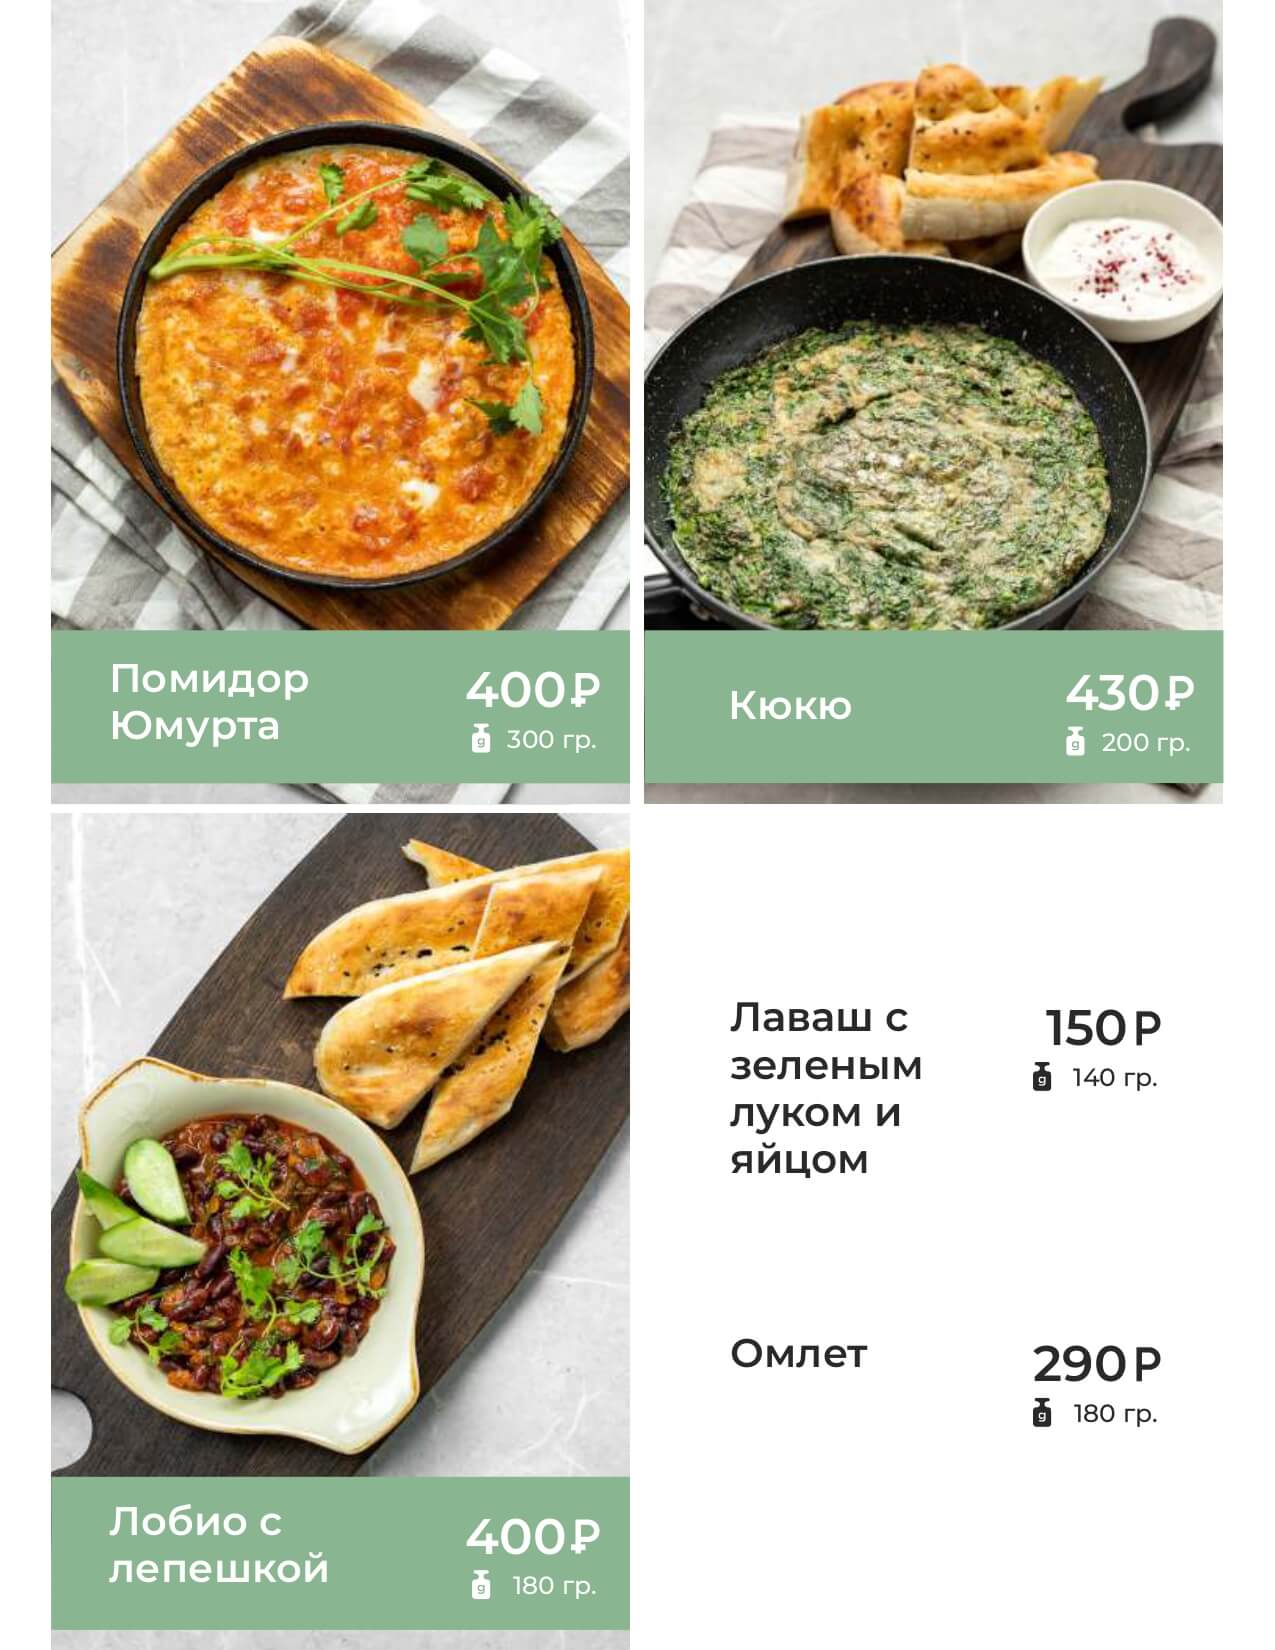 Помидор
Юмурта
400₽
g 300 гр.
Кюкю
430₽
g 200 гр.
Лаваш с
зеленым
луком и
яйцом
150₽
g 140 гр.
Омлет
290₽
g 180 гр.
Лобио с
лепешкой
400₽
g 180 гр.